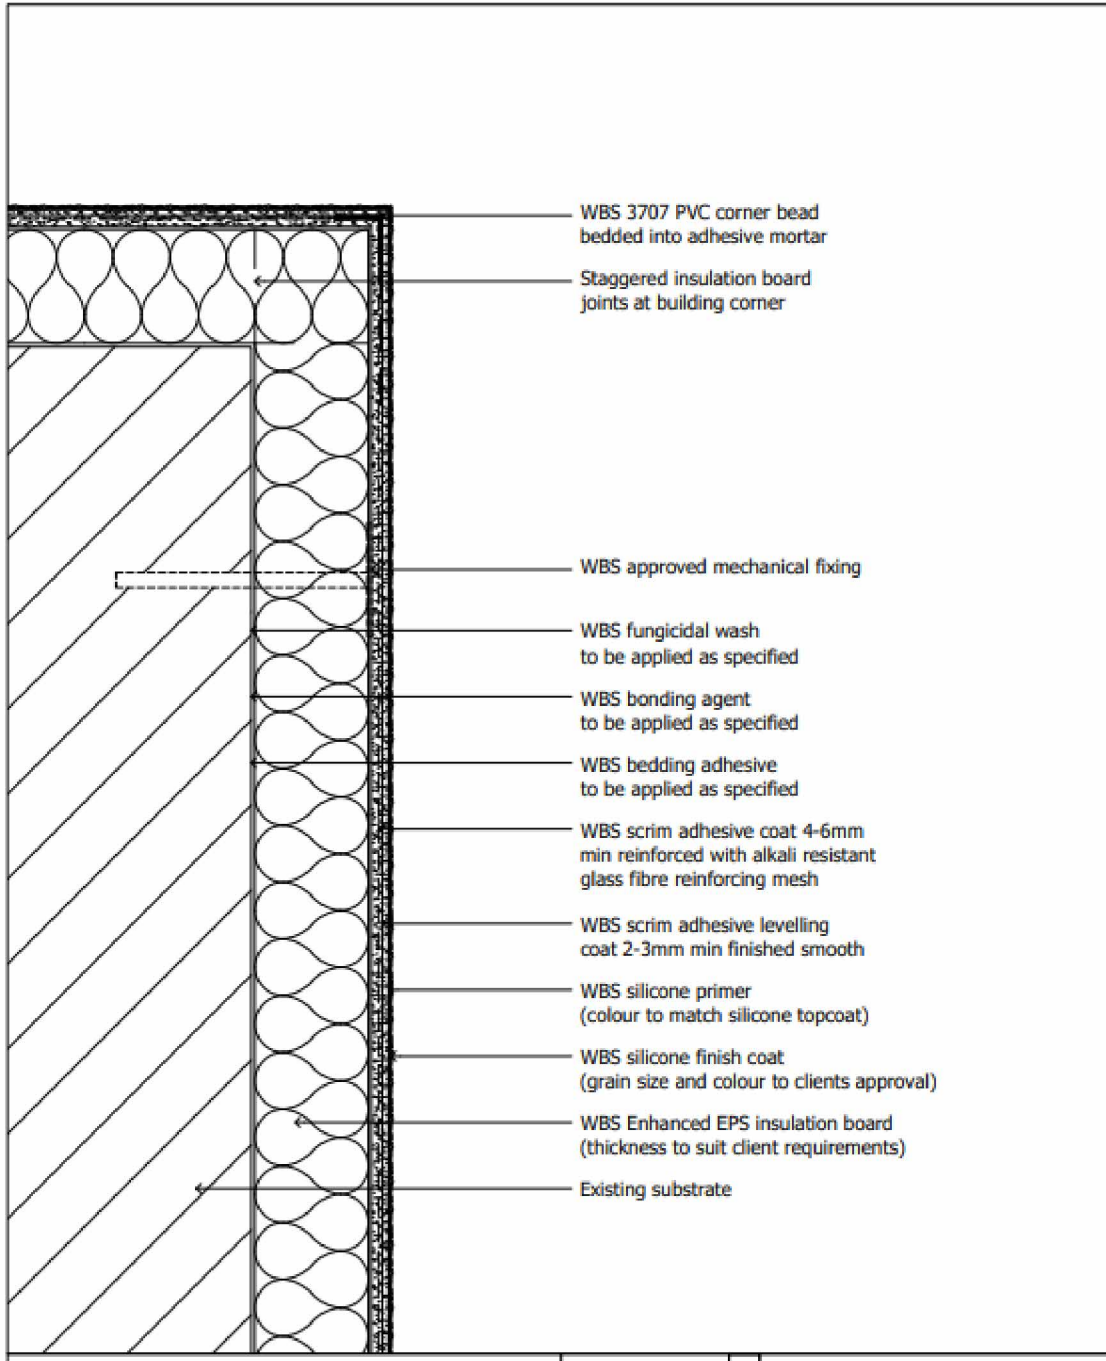 WBS 3707 PVC corner bead
bedded into adhesive mortar
Staggered insulation board
joints at building corner
WBS approved mechanical fixing
WBS fungicidal wash
to be applied as specified
WBS bonding agent
to be applied as specified
WBS bedding adhesive
to be applied as specified
WBS scrim adhesive coat 4-6mm
min reinforced with alkali resistant
glass fibre reinforcing mesh
WBS scrim adhesive levelling
coat 2-3mm min finished smooth
WBS silicone primer
(colour to match silicone topcoat)
WBS silicone finish coat
(grain size and colour to clients approval)
WBS Enhanced EPS insulation board
(thickness to suit client requirements)
Existing substrate